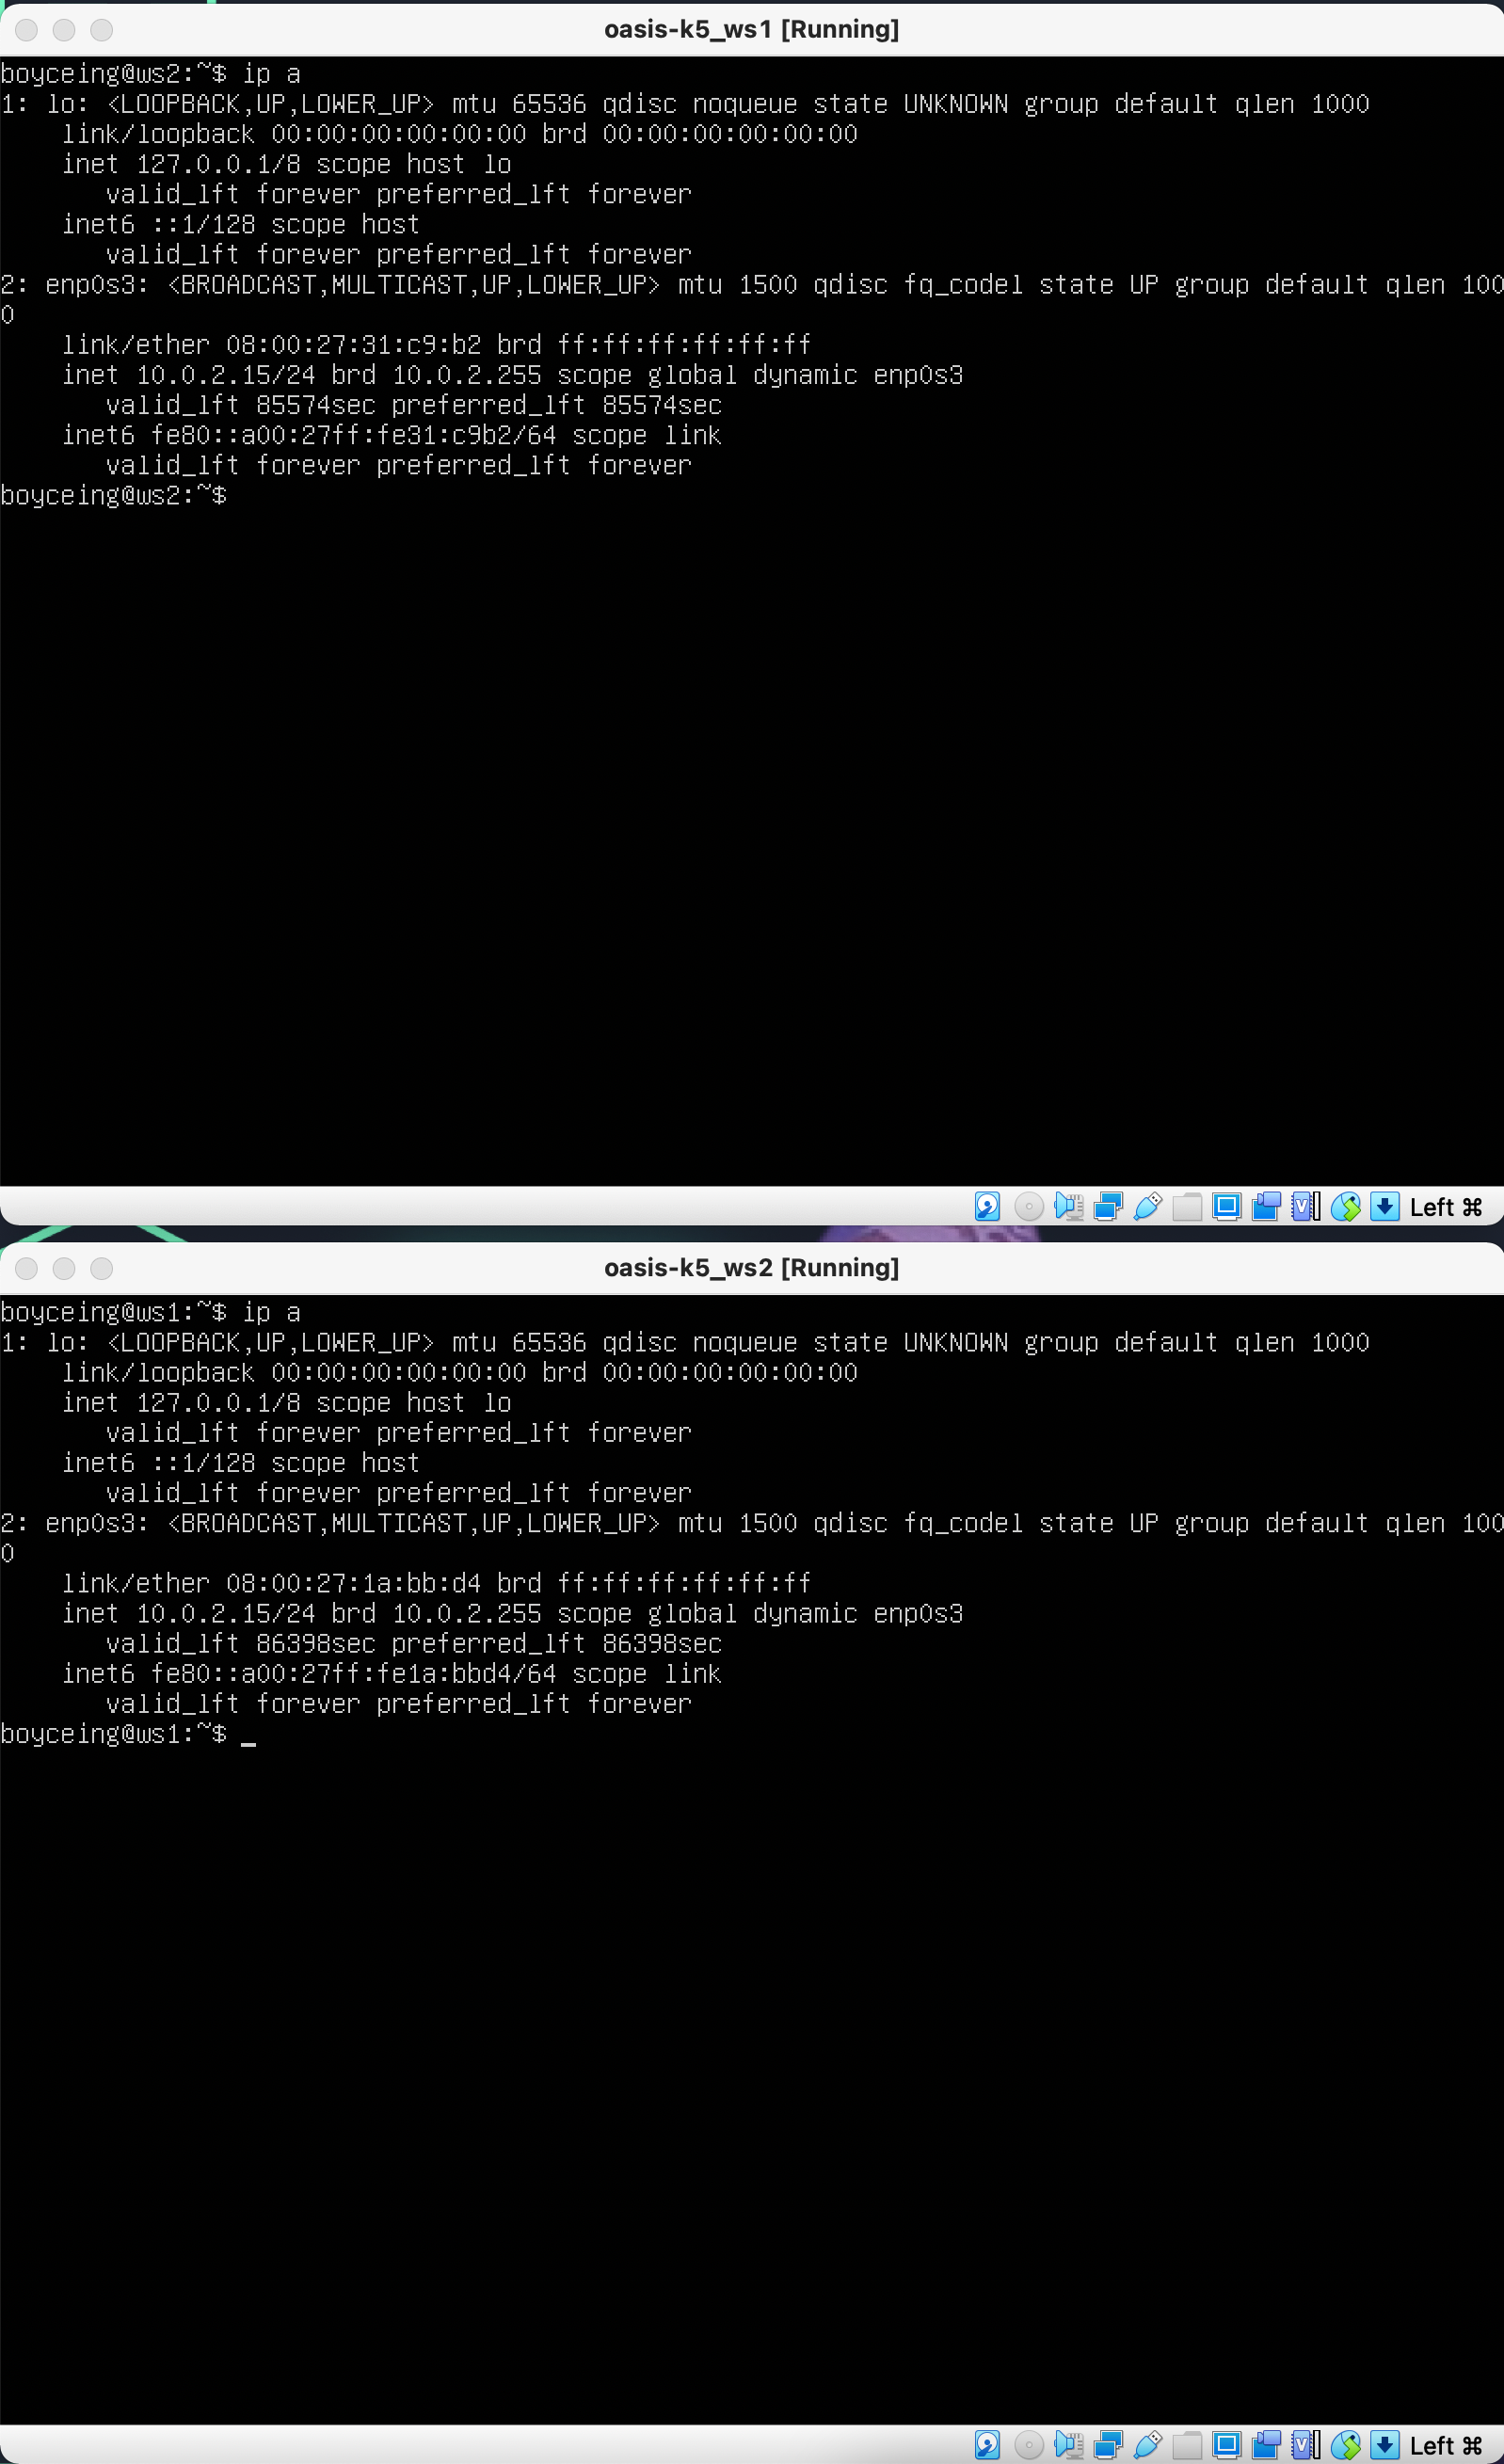 oasis-k5_ws1 [Running]
boyceing@ws2:~$ ip a
1: lo: <LOOPBACK,UP,LOWER_UP> mtu 65536 qdisc noqueue state UNKNOWN group default qlen 1000
    link/loopback 00:00:00:00:00:00 brd 00:00:00:00:00:00
    inet 127.0.0.1/8 scope host lo
       valid_lft forever preferred_lft forever
    inet6 ::1/128 scope host
       valid_lft forever preferred_lft forever
2: enp0s3: <BROADCAST,MULTICAST,UP,LOWER_UP> mtu 1500 qdisc fq_codel state UP group default qlen 100
0
    link/ether 08:00:27:31:c9:b2 brd ff:ff:ff:ff:ff:ff
    inet 10.0.2.15/24 brd 10.0.2.255 scope global dynamic enp0s3
       valid_lft 85574sec preferred_lft 85574sec
    inet6 fe80::a00:27ff:fe31:c9b2/64 scope link
       valid_lft forever preferred_lft forever
boyceing@ws2:~$
Left ⌘
oasis-k5_ws2 [Running]
boyceing@ws1:~$ ip a
1: lo: <LOOPBACK,UP,LOWER_UP> mtu 65536 qdisc noqueue state UNKNOWN group default qlen 1000
    link/loopback 00:00:00:00:00:00 brd 00:00:00:00:00:00
    inet 127.0.0.1/8 scope host lo
       valid_lft forever preferred_lft forever
    inet6 ::1/128 scope host
       valid_lft forever preferred_lft forever
2: enp0s3: <BROADCAST,MULTICAST,UP,LOWER_UP> mtu 1500 qdisc fq_codel state UP group default qlen 100
0
    link/ether 08:00:27:1a:bb:d4 brd ff:ff:ff:ff:ff:ff
    inet 10.0.2.15/24 brd 10.0.2.255 scope global dynamic enp0s3
       valid_lft 86398sec preferred_lft 86398sec
    inet6 fe80::a00:27ff:fe1a:bbd4/64 scope link
       valid_lft forever preferred_lft forever
boyceing@ws1:~$ _
Left ⌘